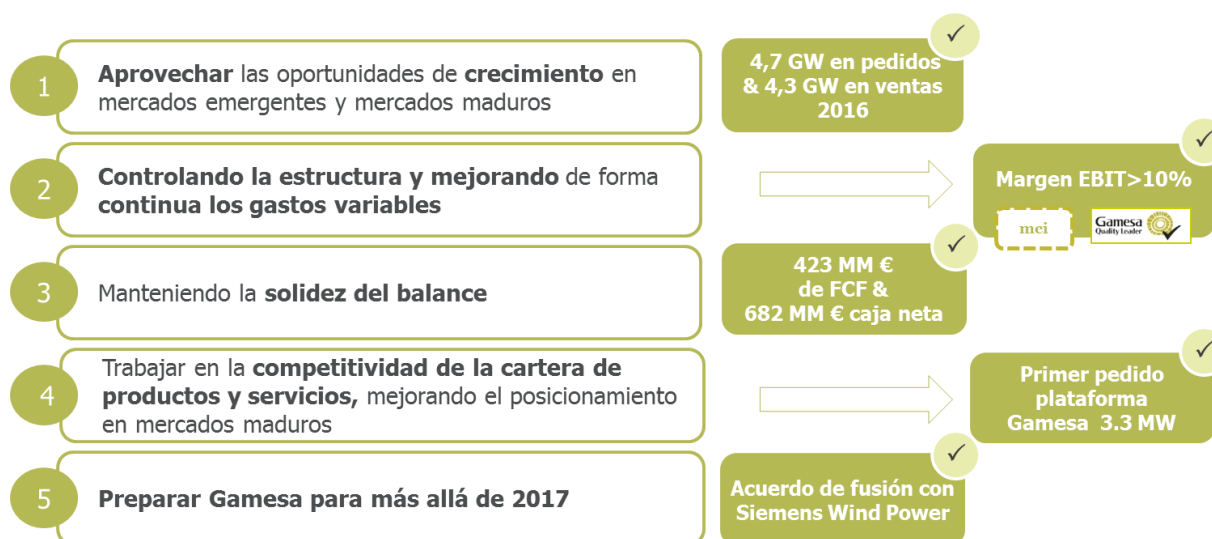 1
Aprovechar las oportunidades de crecimiento en
mercados emergentes y mercados maduros
4,7 GW en pedidos
& 4,3 GW en ventas
2016
2
Controlando la estructura y mejorando de forma
continua los gastos variables
Margen EBIT>10%
mci
Gamesa
Quality Leader
3
Manteniendo la solidez del balance
423 MM €
de FCF &
682 MM € caja neta
4
Trabajar en la competitividad de la cartera de
productos y servicios, mejorando el posicionamiento
en mercados maduros
Primer pedido
plataforma
Gamesa 3.3 MW
5
Preparar Gamesa para más allá de 2017
Acuerdo de fusión con
Siemens Wind Power